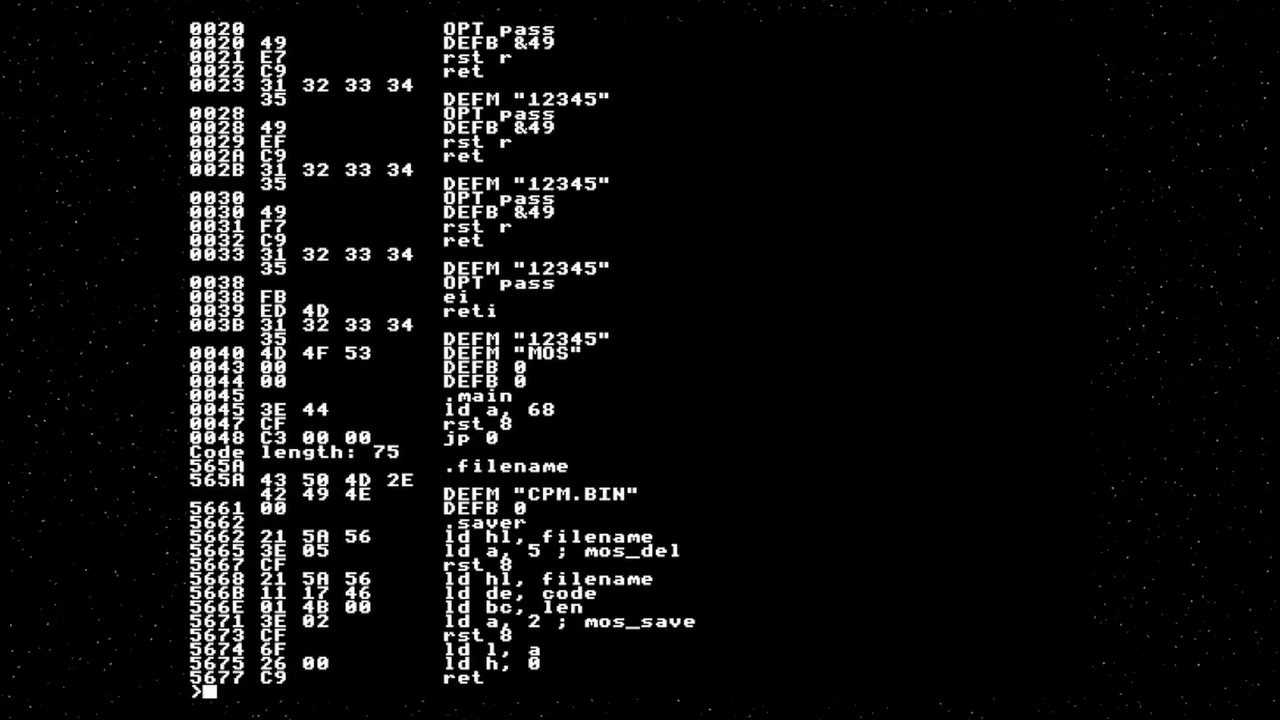 0020 OPT pass
0020 49 DEFB &49
0021 E7 rst r
0022 C9 ret
0023 31 32 33 34
35 DEFM "12345"
0028 OPT pass
0028 49 DEFB &49
0029 EF rst r
002A C9 ret
002B 31 32 33 34
35 DEFM "12345"
0030 OPT pass
0030 49 DEFB &49
0031 F7 rst r
0032 C9 ret
0033 31 32 33 34
35 DEFM "12345"
0038 OPT pass
0038 FB ei
0039 ED 4D reti
003B 31 32 33 34
35 DEFM "12345"
0040 4D 4F 53 DEFM "MOS"
0043 00 DEFB 0
0044 00 DEFB 0
0045 .main
0045 3E 44 ld a, 68
0047 CF rst 8
0048 C3 00 00 jp 0
Code length: 75
565A .filename
565A 43 50 4D 2E
42 49 4E DEFM "CPM.BIN"
5661 00 DEFB 0
5662 .saver
5662 21 5A 56 ld hl, filename
5665 3E 05 ld a, 5 ; mos_del
5667 CF rst 8
5668 21 5A 56 ld hl, filename
566B 11 17 46 ld de, code
566E 01 4B 00 ld bc, len
5671 3E 02 ld a, 2 ; mos_save
5673 CF rst 8
5674 6F ld l, a
5675 26 00 ld h, 0
5677 C9 ret
>